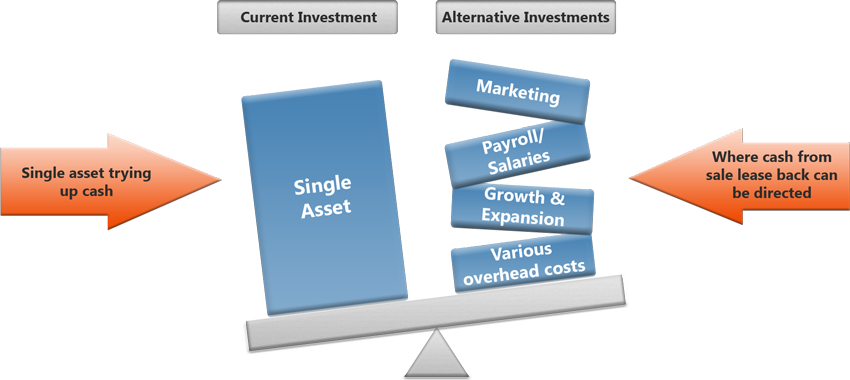 Current Investment
Alternative Investments
Single asset trying
up cash
Single
Asset
Marketing
Payroll/
Salaries
Growth &
Expansion
Various
overhead costs
Where cash from
sale lease back can
be directed